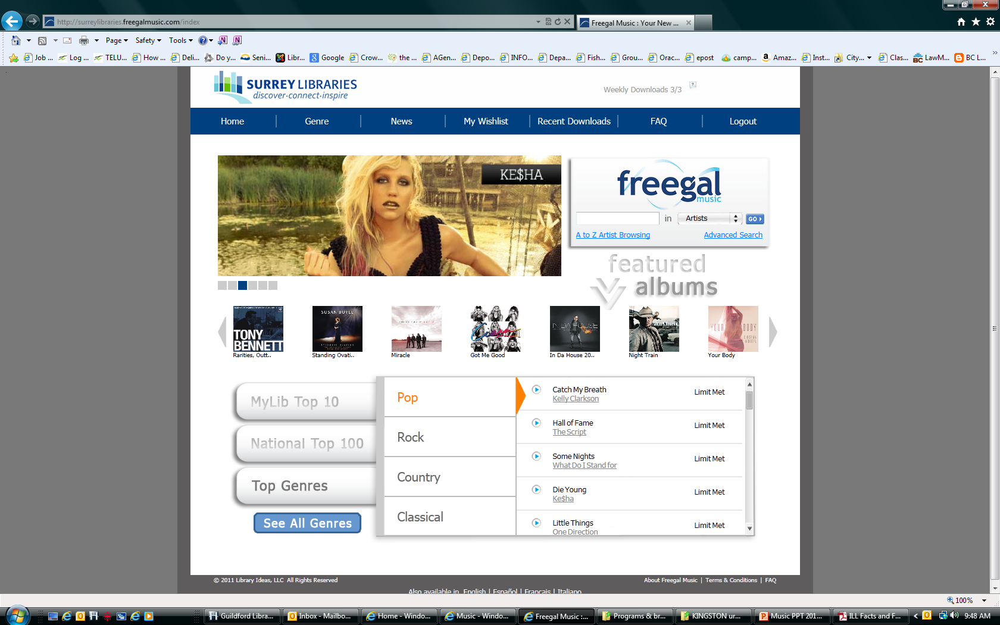 http://surreylibraries.freegalmusic.com/index
Freegal Music : Your New ...
Page Safety Tools
Job ... Log ... TELU... How ... Deli... Do y... Seni... Libr... Google Crow... the ... AGen... Depo... INFO... Depa... Fish... Grou... Orac... epost camp... Amaz... Inst... City... Clas... LawM... BC L...
SURREY LIBRARIES
discover·connect·inspire
Weekly Downloads 3/3
Home Genre News My Wishlist Recent Downloads FAQ Logout
KE$HA
freegal
music
in Artists GO
A to Z Artist Browsing Advanced Search
featured
albums
TONY
BENNETT
SUSAN BOYLE
STANDING OVATION
IN DA HOUSE
YOUR BODY
Rarities, Outt.. Standing Ovati.. Miracle Got Me Good In Da House 20.. Night Train Your Body
MyLib Top 10
National Top 100
Top Genres
See All Genres
Pop
Rock
Country
Classical
Catch My Breath
Kelly Clarkson
Limit Met
Hall of Fame
The Script
Limit Met
Some Nights
What Do I Stand for
Limit Met
Die Young
Ke$ha
Limit Met
Little Things
One Direction
Limit Met
© 2011 Library Ideas, LLC All Rights Reserved
About Freegal Music | Terms & Conditions | FAQ
Also available in English | Español | Français | Italiano
100%
Guildford Libra... Inbox - Mailbo... Home - Windo... Music - Windo... Freegal Music :... Programs & br... KINGSTON ur... Music PPT 201... ILL Facts and F... 9:48 AM